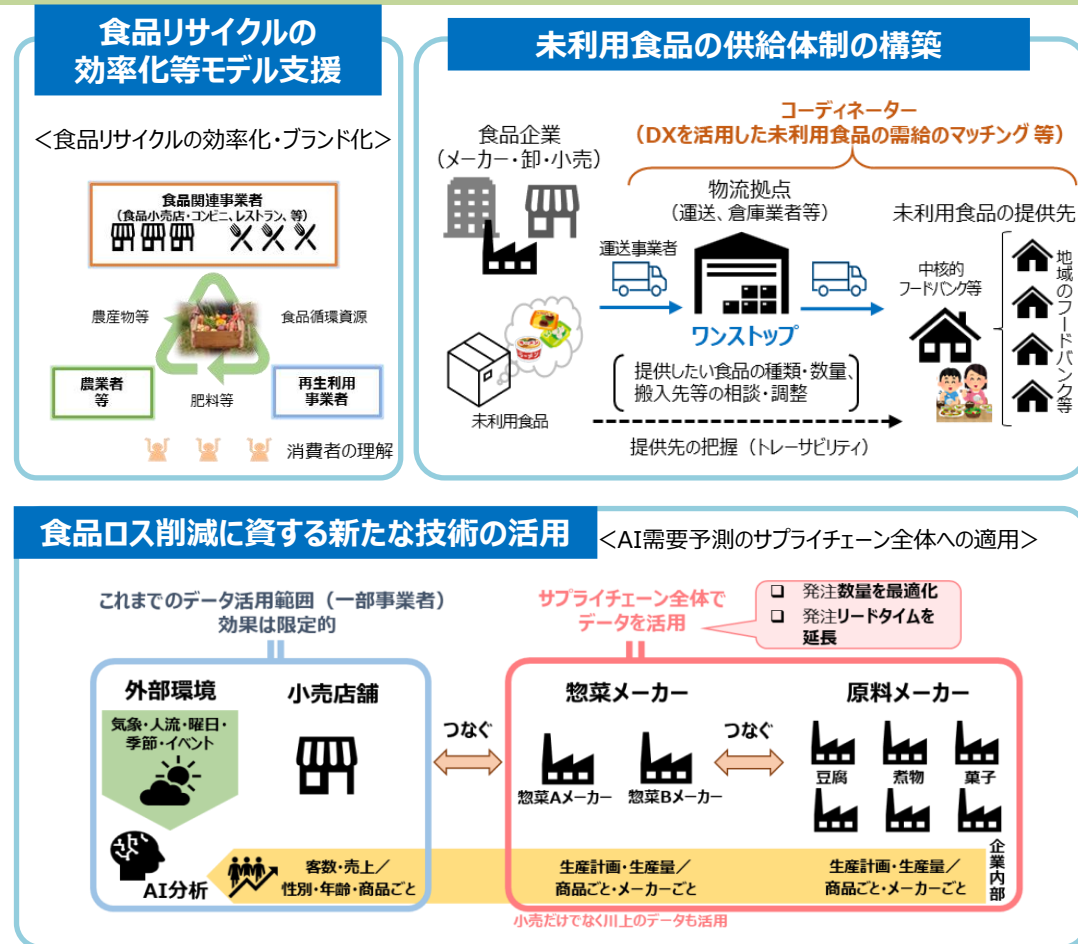 食品リサイクルの
効率化等モデル支援
<食品リサイクルの効率化・ブランド化>
食品関連事業者
(食品小売店・コンビニ、レストラン、等)
農産物等
食品循環資源
農業者
等
肥料等
再生利用
事業者
消費者の理解
未利用食品の供給体制の構築
コーディネーター
(DXを活用した未利用食品の需給のマッチング 等)
食品企業
(メーカー・卸・小売)
物流拠点
(運送、倉庫業者等)
未利用食品の提供先
運送事業者
中核的
フードバンク等
地域のフードバンク等
ワンストップ
提供したい食品の種類・数量、
搬入先等の相談・調整
未利用食品
提供先の把握(トレーサビリティ)
食品ロス削減に資する新たな技術の活用
<AI需要予測のサプライチェーン全体への適用>
これまでのデータ活用範囲(一部事業者)
効果は限定的
サプライチェーン全体で
データを活用
❑ 発注数量を最適化
❑ 発注リードタイムを
延長
外部環境
小売店舗
惣菜メーカー
原料メーカー
気象・人流・曜日・
季節・イベント
つなぐ
つなぐ
惣菜Aメーカー
惣菜Bメーカー
豆腐
煮物
菓子
AI分析
客数・売上/
性別・年齢・商品ごと
生産計画・生産量/
商品ごと・メーカーごと
生産計画・生産量/
商品ごと・メーカーごと
企業内部
小売だけでなく川上のデータも活用